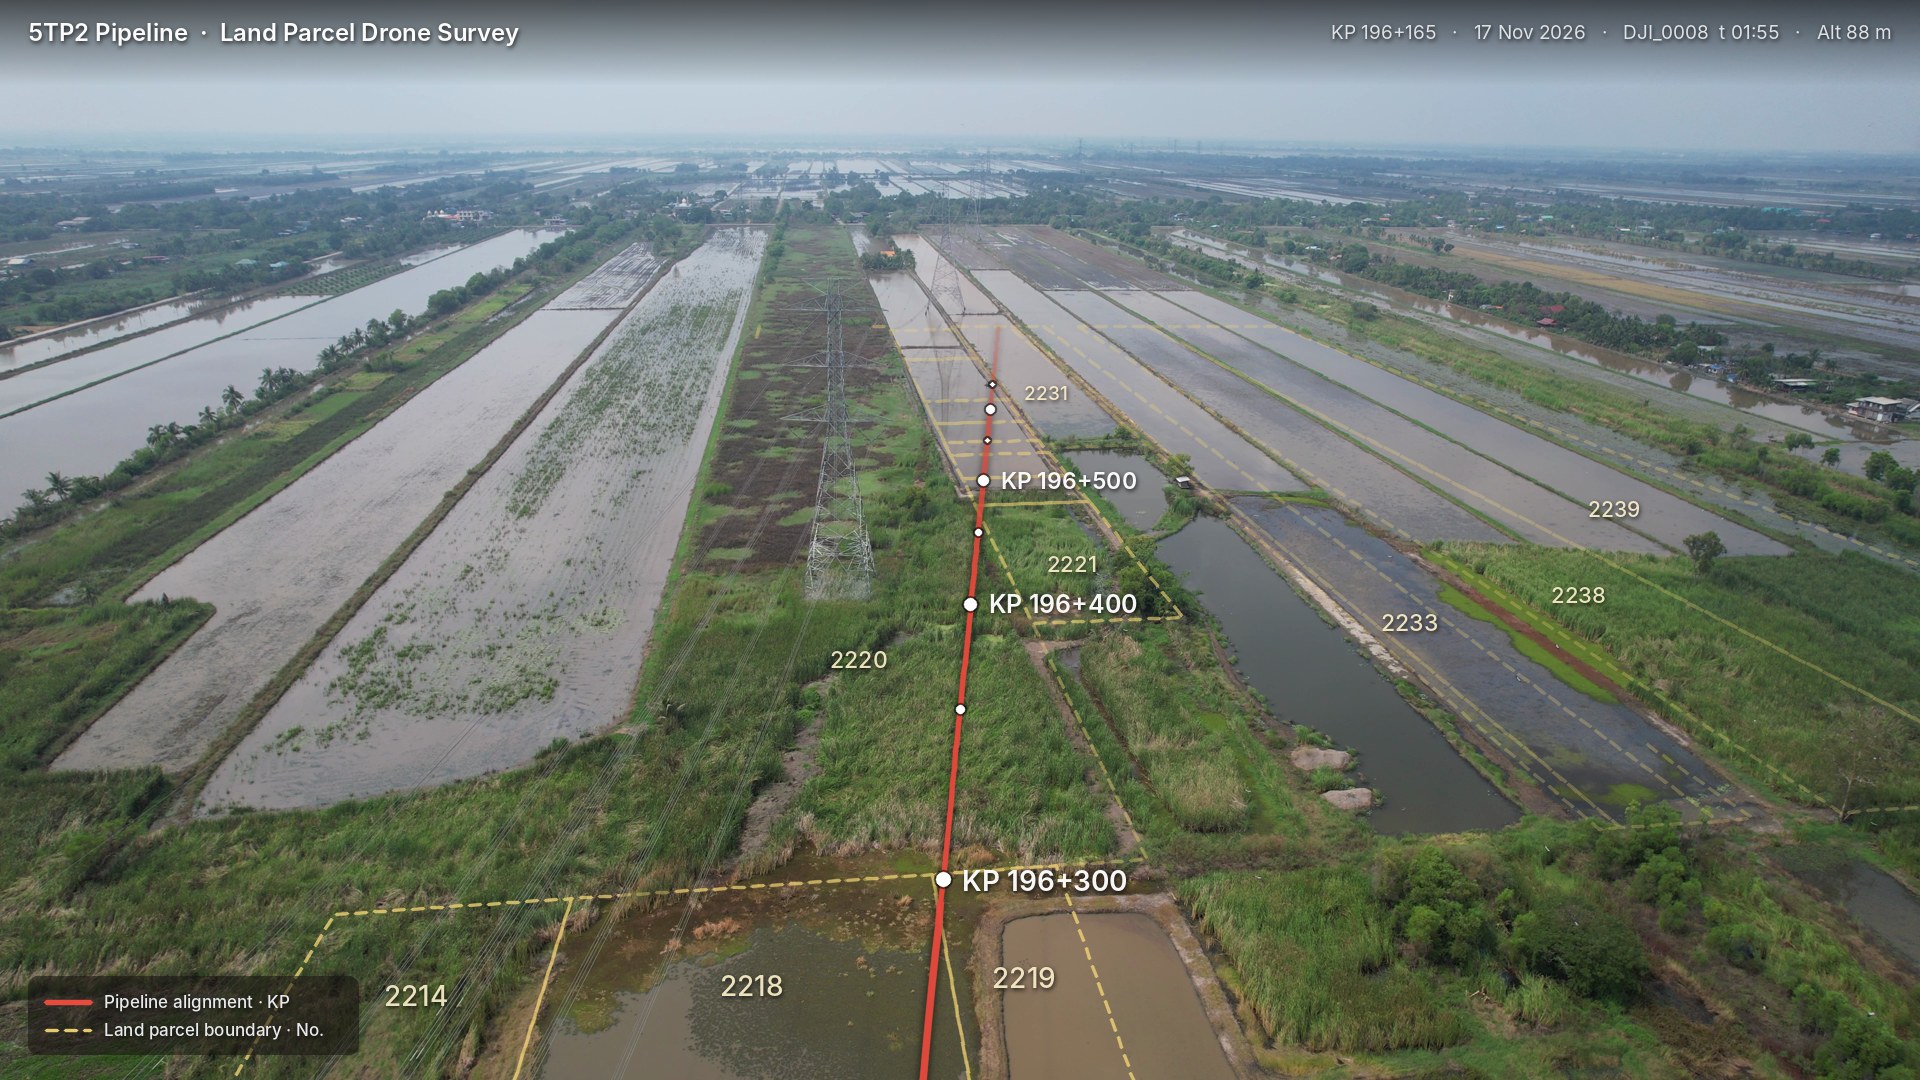 5TP2 Pipeline · Land Parcel Drone Survey
KP 196+165 · 17 Nov 2026 · DJI_0008 t 01:55 · Alt 88 m
2231
KP 196+500
2239
2221
2238
KP 196+400
2233
2220
KP 196+300
2219
2218
2214
Pipeline alignment · KP
Land parcel boundary · No.